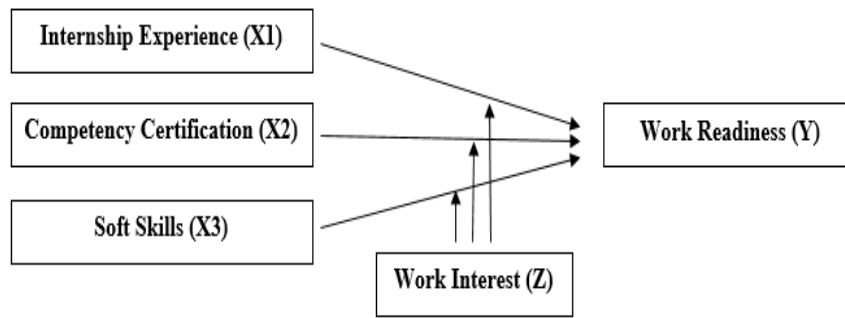 Internship Experience (X1)
Competency Certification (X2)
Work Readiness (Y)
Soft Skills (X3)
Work Interest (Z)